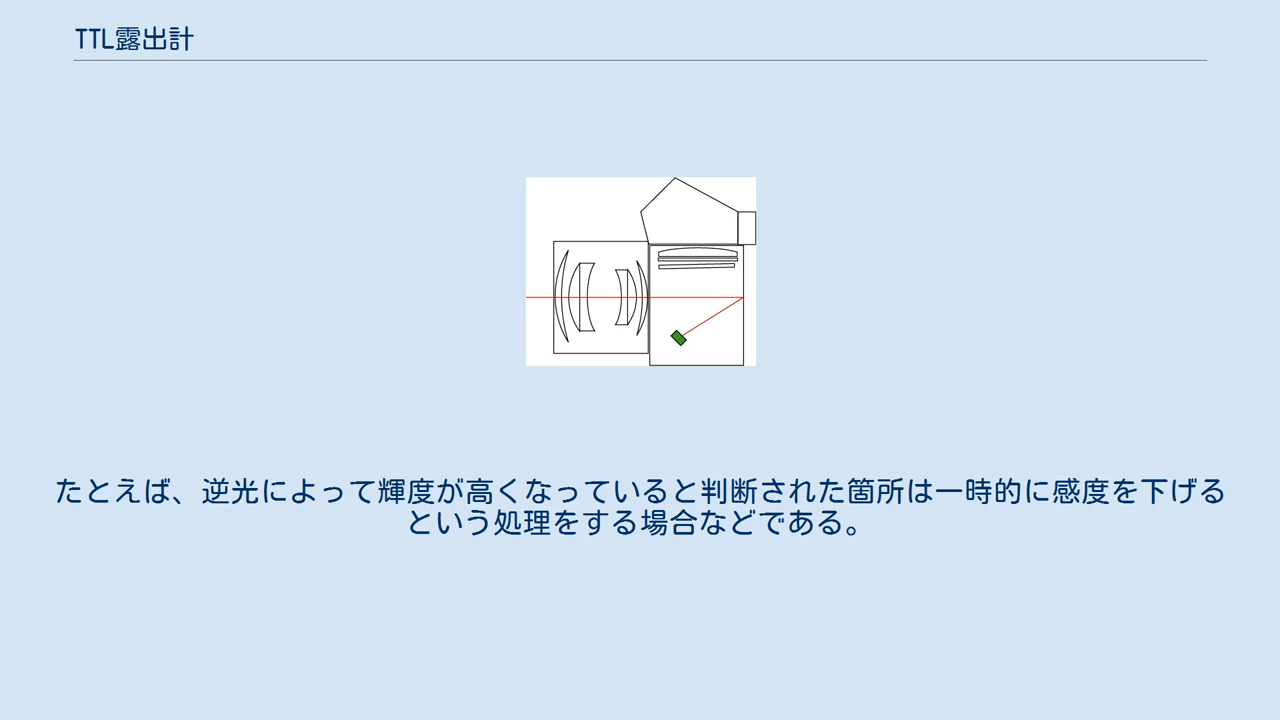 TTL露出計
たとえば、逆光によって輝度が高くなっていると判断された箇所は一時的に感度を下げる
という処理をする場合などである。